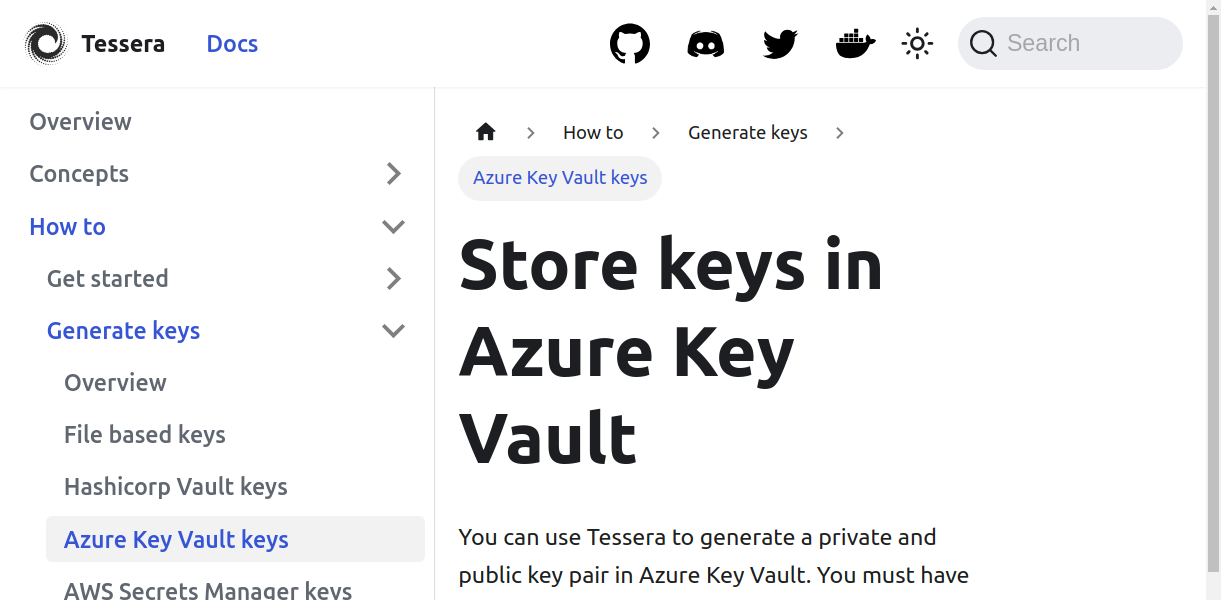 Tessera
Docs
Search
Overview
Concepts
How to
Get started
Generate keys
Overview
File based keys
Hashicorp Vault keys
Azure Key Vault keys
AWS Secrets Manager keys
How to
Generate keys
Azure Key Vault keys
Store keys in
Azure Key
Vault
You can use Tessera to generate a private and
public key pair in Azure Key Vault. You must have